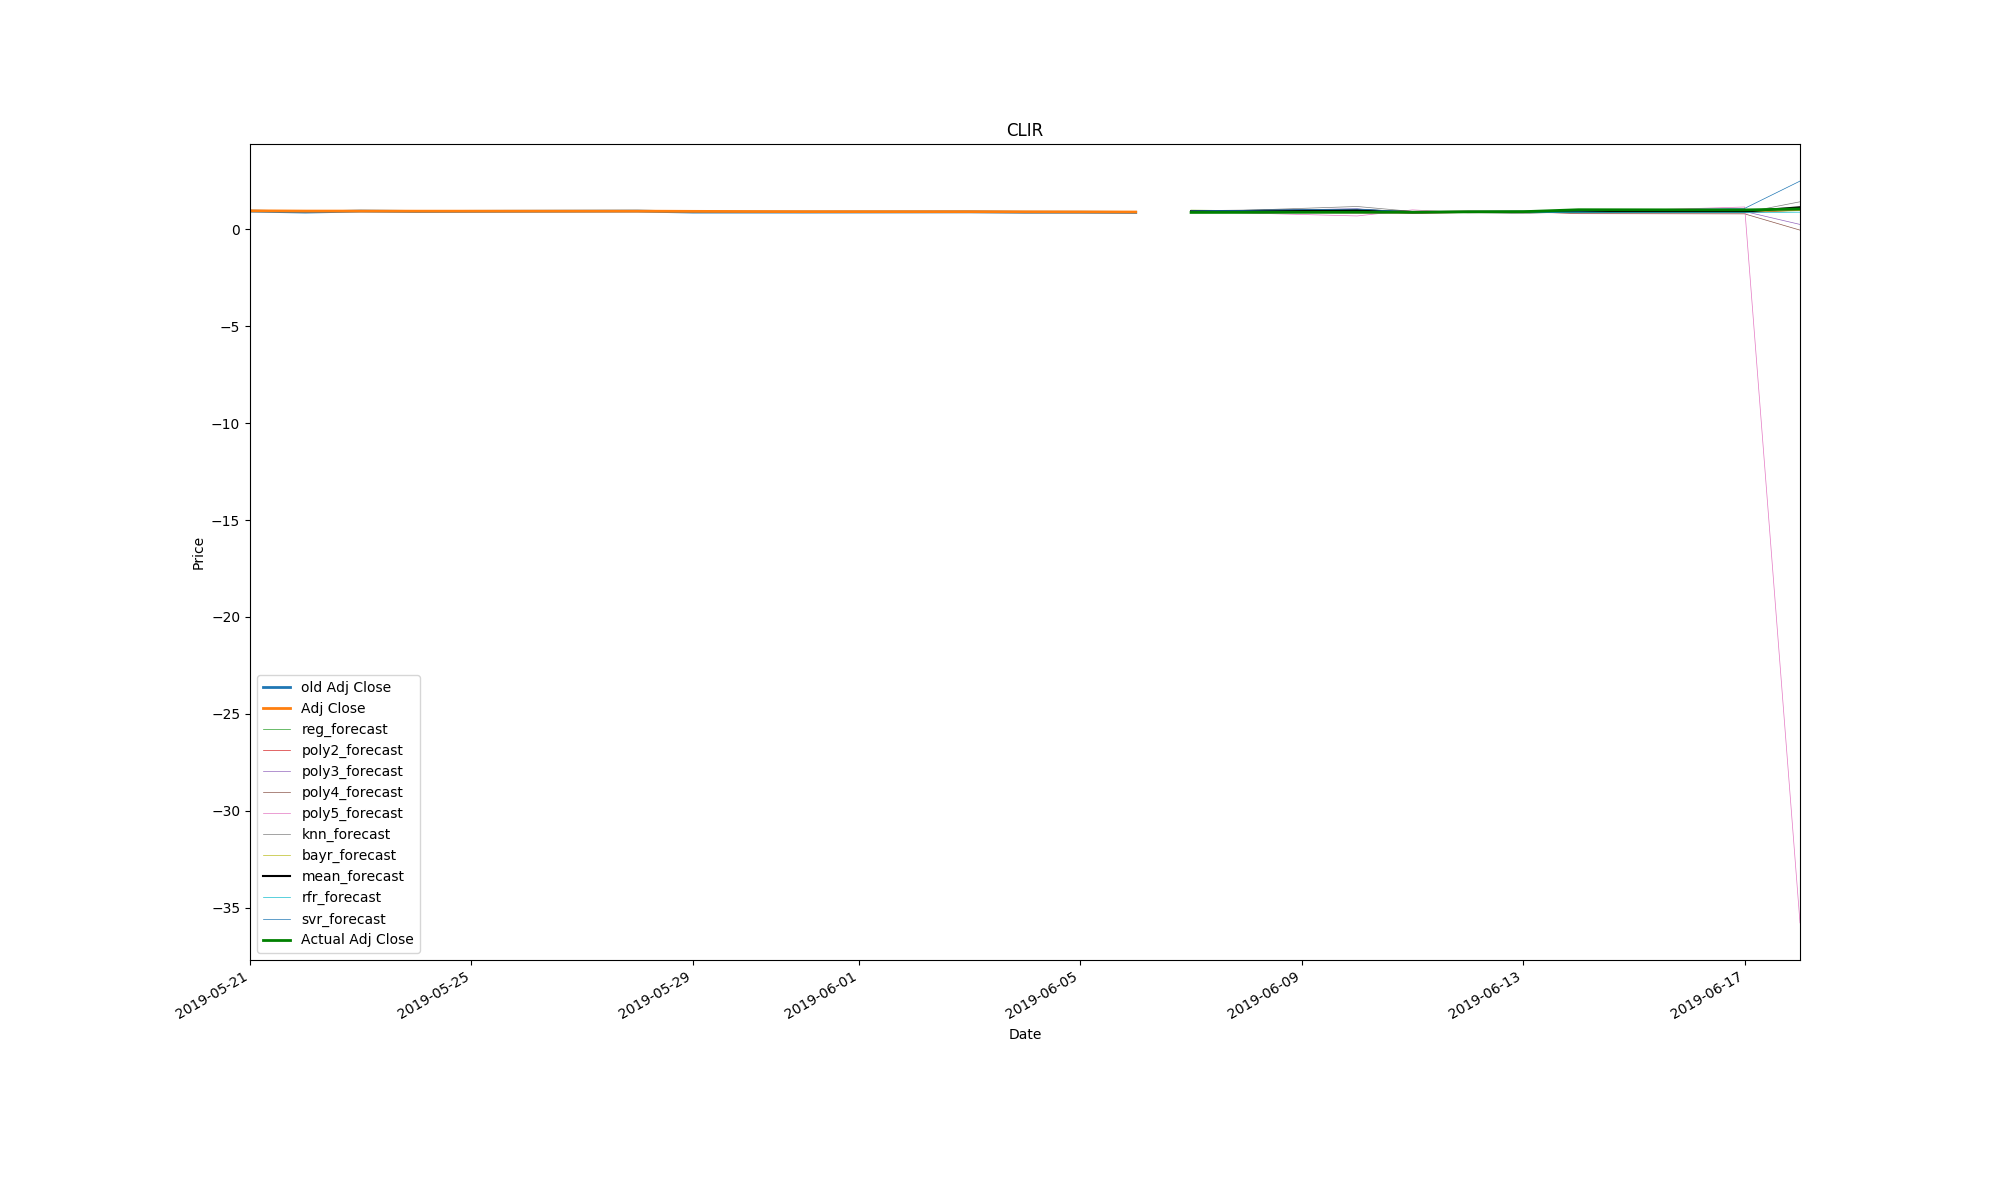 CLIR
0
−5
−10
−15
−20
−25
−30
−35
Price
old Adj Close
Adj Close
reg_forecast
poly2_forecast
poly3_forecast
poly4_forecast
poly5_forecast
knn_forecast
bayr_forecast
mean_forecast
rfr_forecast
svr_forecast
Actual Adj Close
2019-05-21
2019-05-25
2019-05-29
2019-06-01
2019-06-05
2019-06-09
2019-06-13
2019-06-17
Date